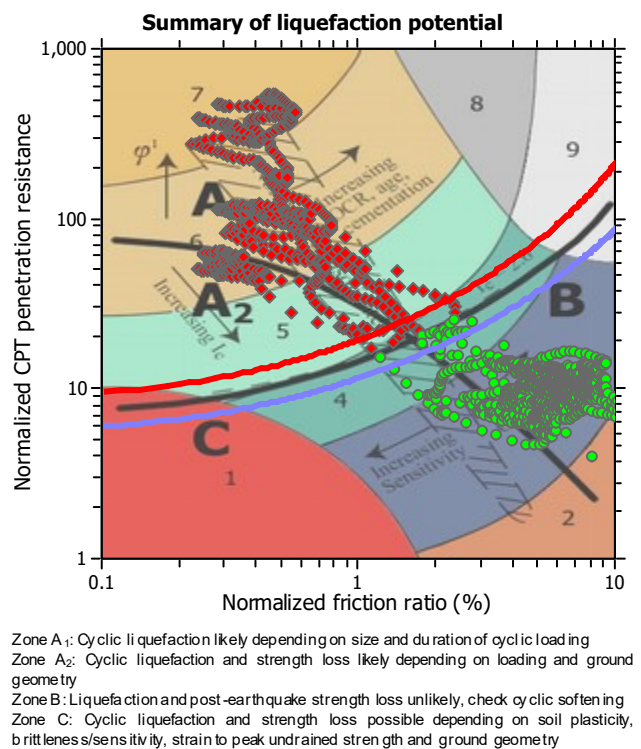 Summary of liquefaction potential
1,000
100
10
1
0.1
1
10
Normalized CPT penetration resistance
Normalized friction ratio (%)
7
8
9
φ'
A
Increasing
OCR, age,
cementation
6
A2
Increasing Ic
5
B
4
C
1
Increasing
Sensitivity
2
Zone A1: Cyclic liquefaction likely depending on size and duration of cyclic loading
Zone A2: Cyclic liquefaction and strength loss likely depending on loading and ground
geometry
Zone B: Liquefaction and post-earthquake strength loss unlikely, check cyclic softening
Zone C: Cyclic liquefaction and strength loss possible depending on soil plasticity,
brittleness/sensitivity, strain to peak undrained strength and ground geometry